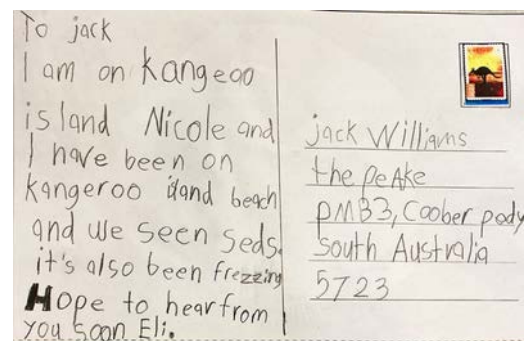 To jack
I am on kangeoo
island Nicole and
I have been on
kangeroo island beach
and we seen seds.
it's also been frezzing
Hope to hear from
you soon Eli.
jack Williams
the peAke
PMB3, Coober pedy
South Australia
5723